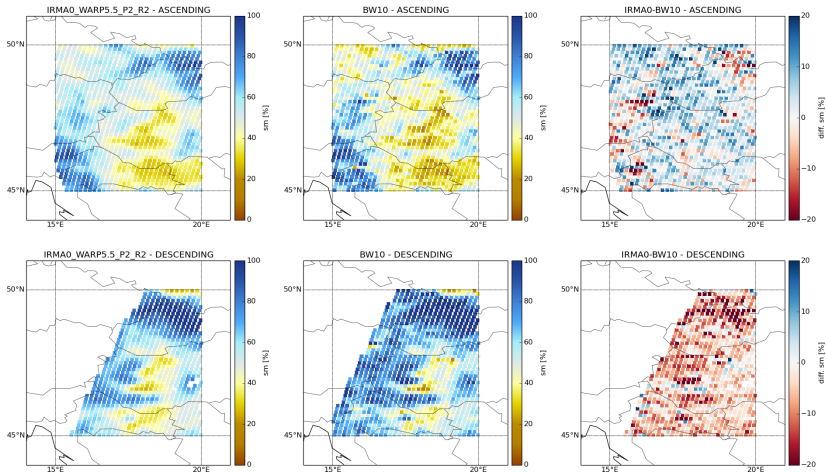 IRMA0_WARP5.5_P2_R2 - ASCENDING
BW10 - ASCENDING
IRMA0-BW10 - ASCENDING
50°N
45°N
15°E
20°E
100
80
60
40
20
0
sm [%]
50°N
45°N
15°E
20°E
100
80
60
40
20
0
sm [%]
50°N
45°N
15°E
20°E
20
10
0
−10
−20
diff. sm [%]
IRMA0_WARP5.5_P2_R2 - DESCENDING
BW10 - DESCENDING
IRMA0-BW10 - DESCENDING
50°N
45°N
15°E
20°E
100
80
60
40
20
0
sm [%]
50°N
45°N
15°E
20°E
100
80
60
40
20
0
sm [%]
50°N
45°N
15°E
20°E
20
10
0
−10
−20
diff. sm [%]